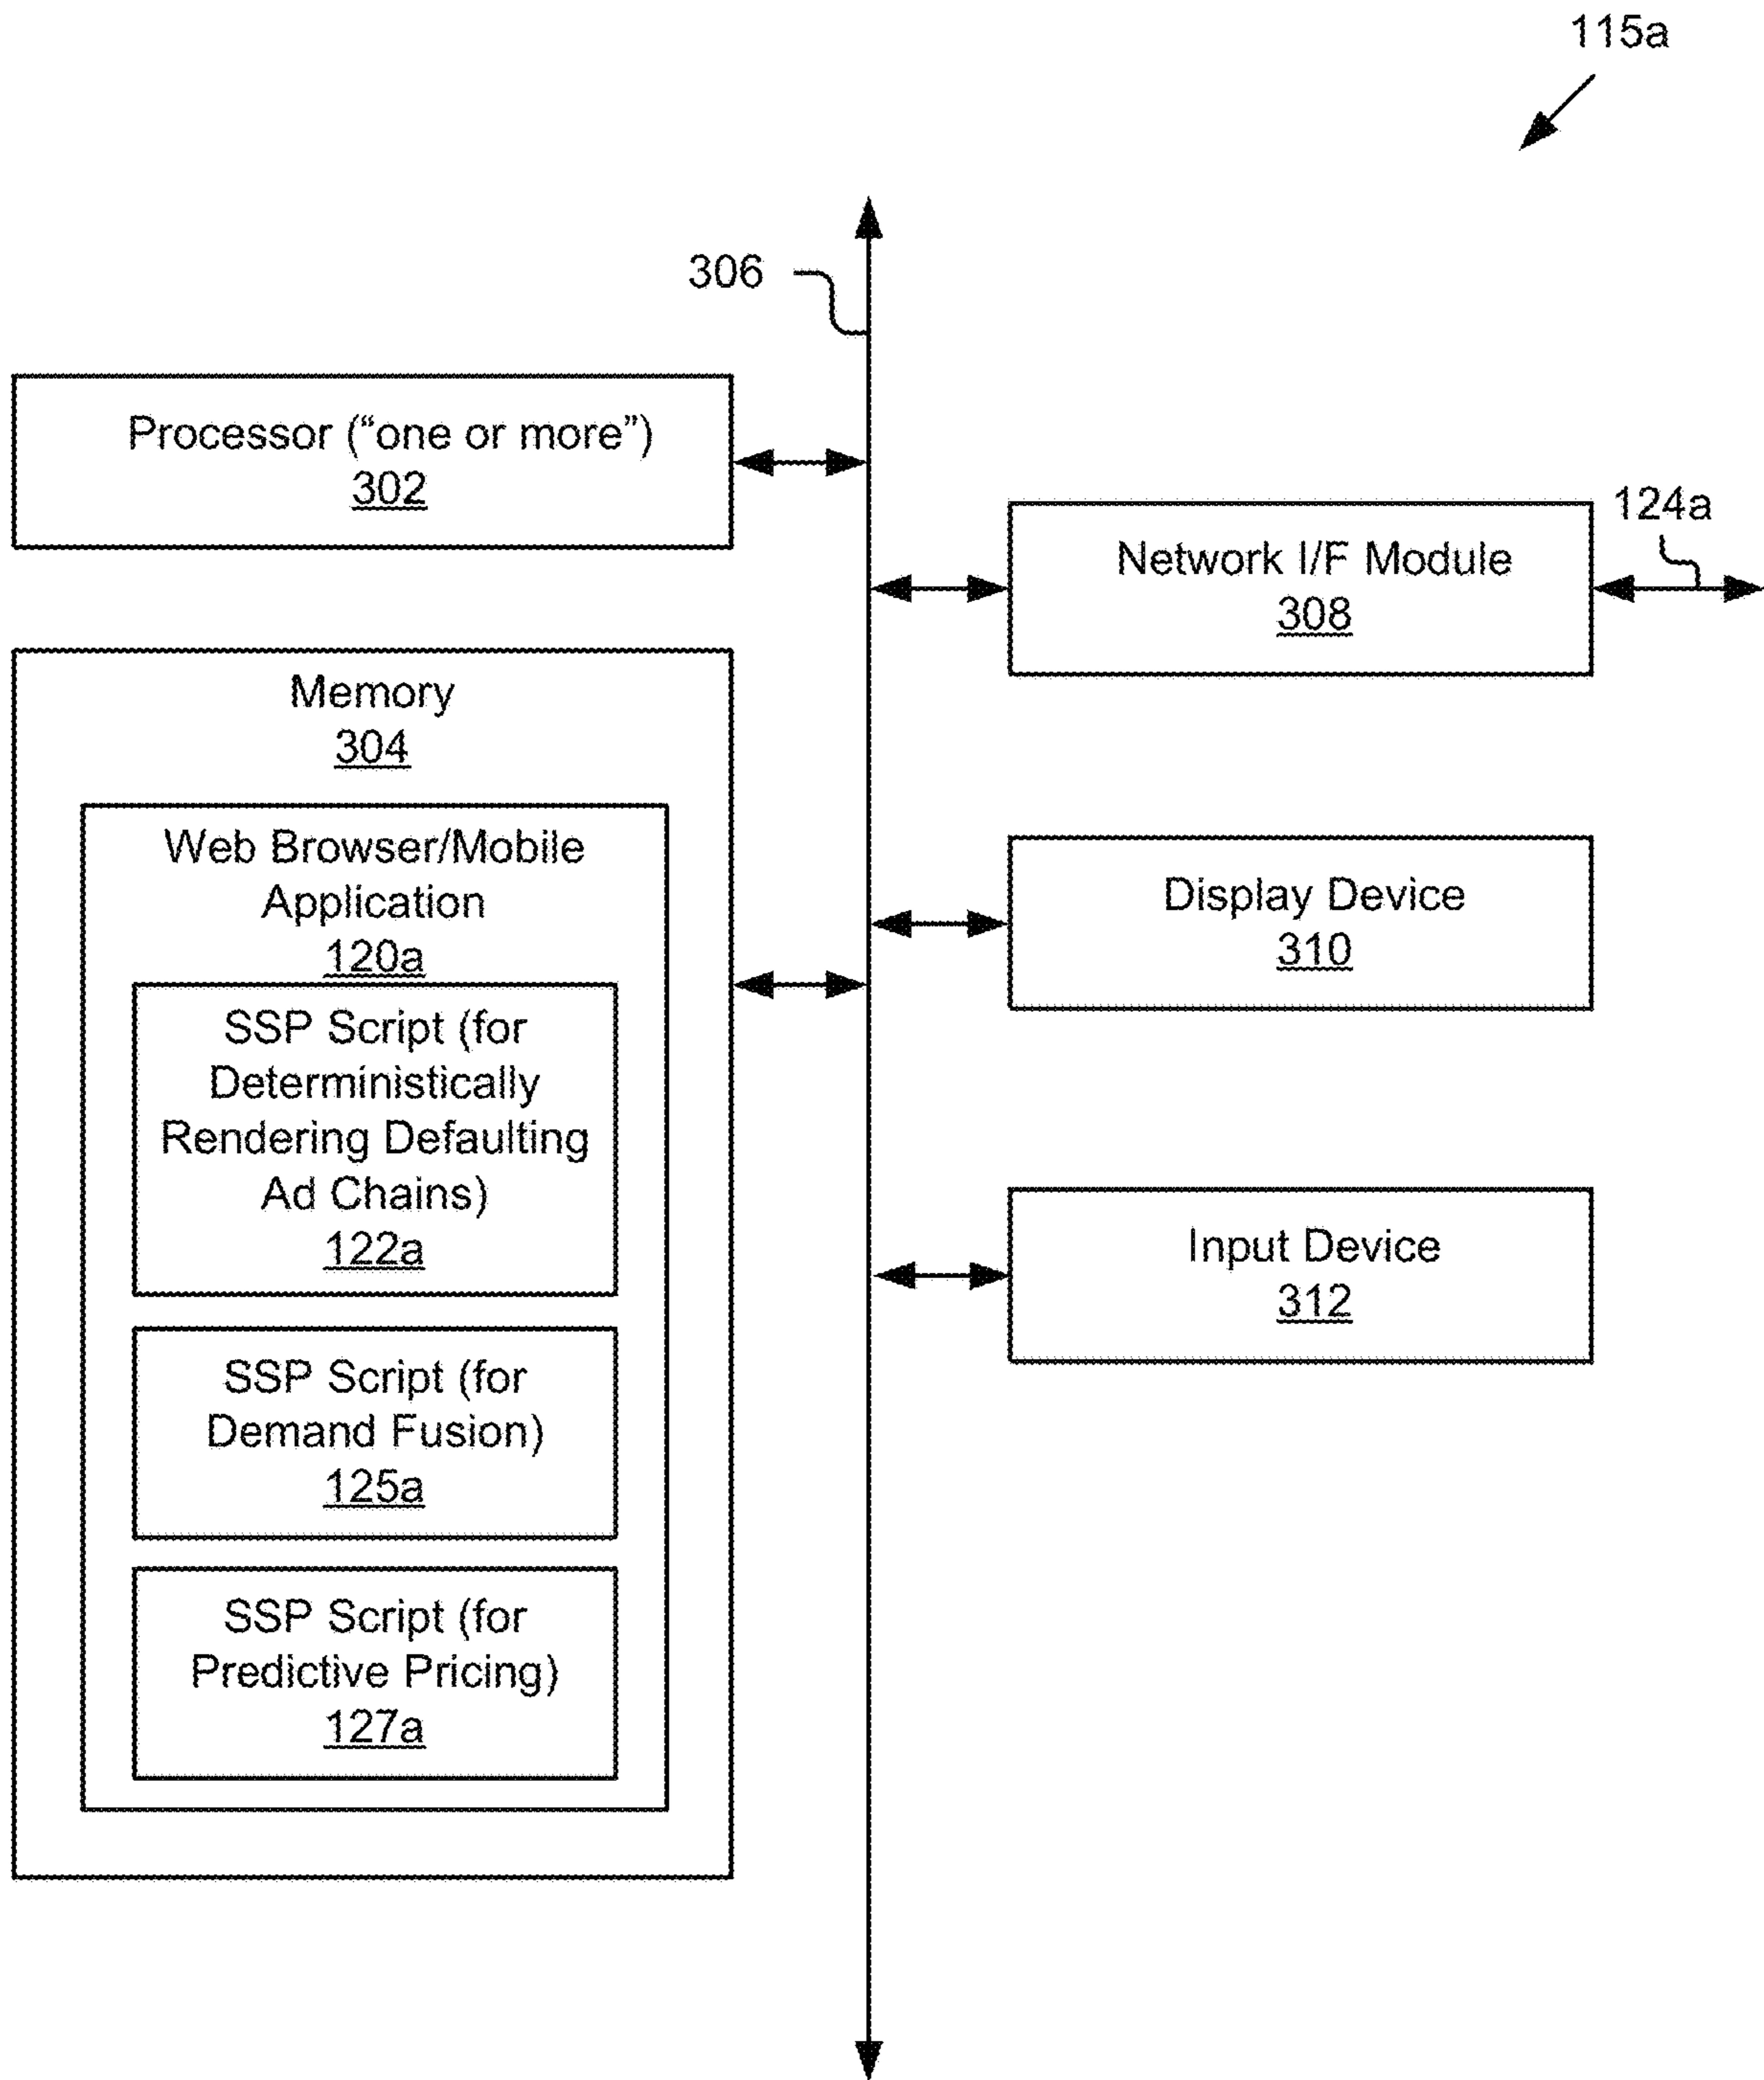 115a
306
Processor (“one or more”)
302
124a
Network I/F Module
308
Memory
304
Web Browser/Mobile
Application
120a
Display Device
310
SSP Script (for
Deterministically
Rendering Defaulting
Ad Chains)
122a
Input Device
312
SSP Script (for
Demand Fusion)
125a
SSP Script (for
Predictive Pricing)
127a